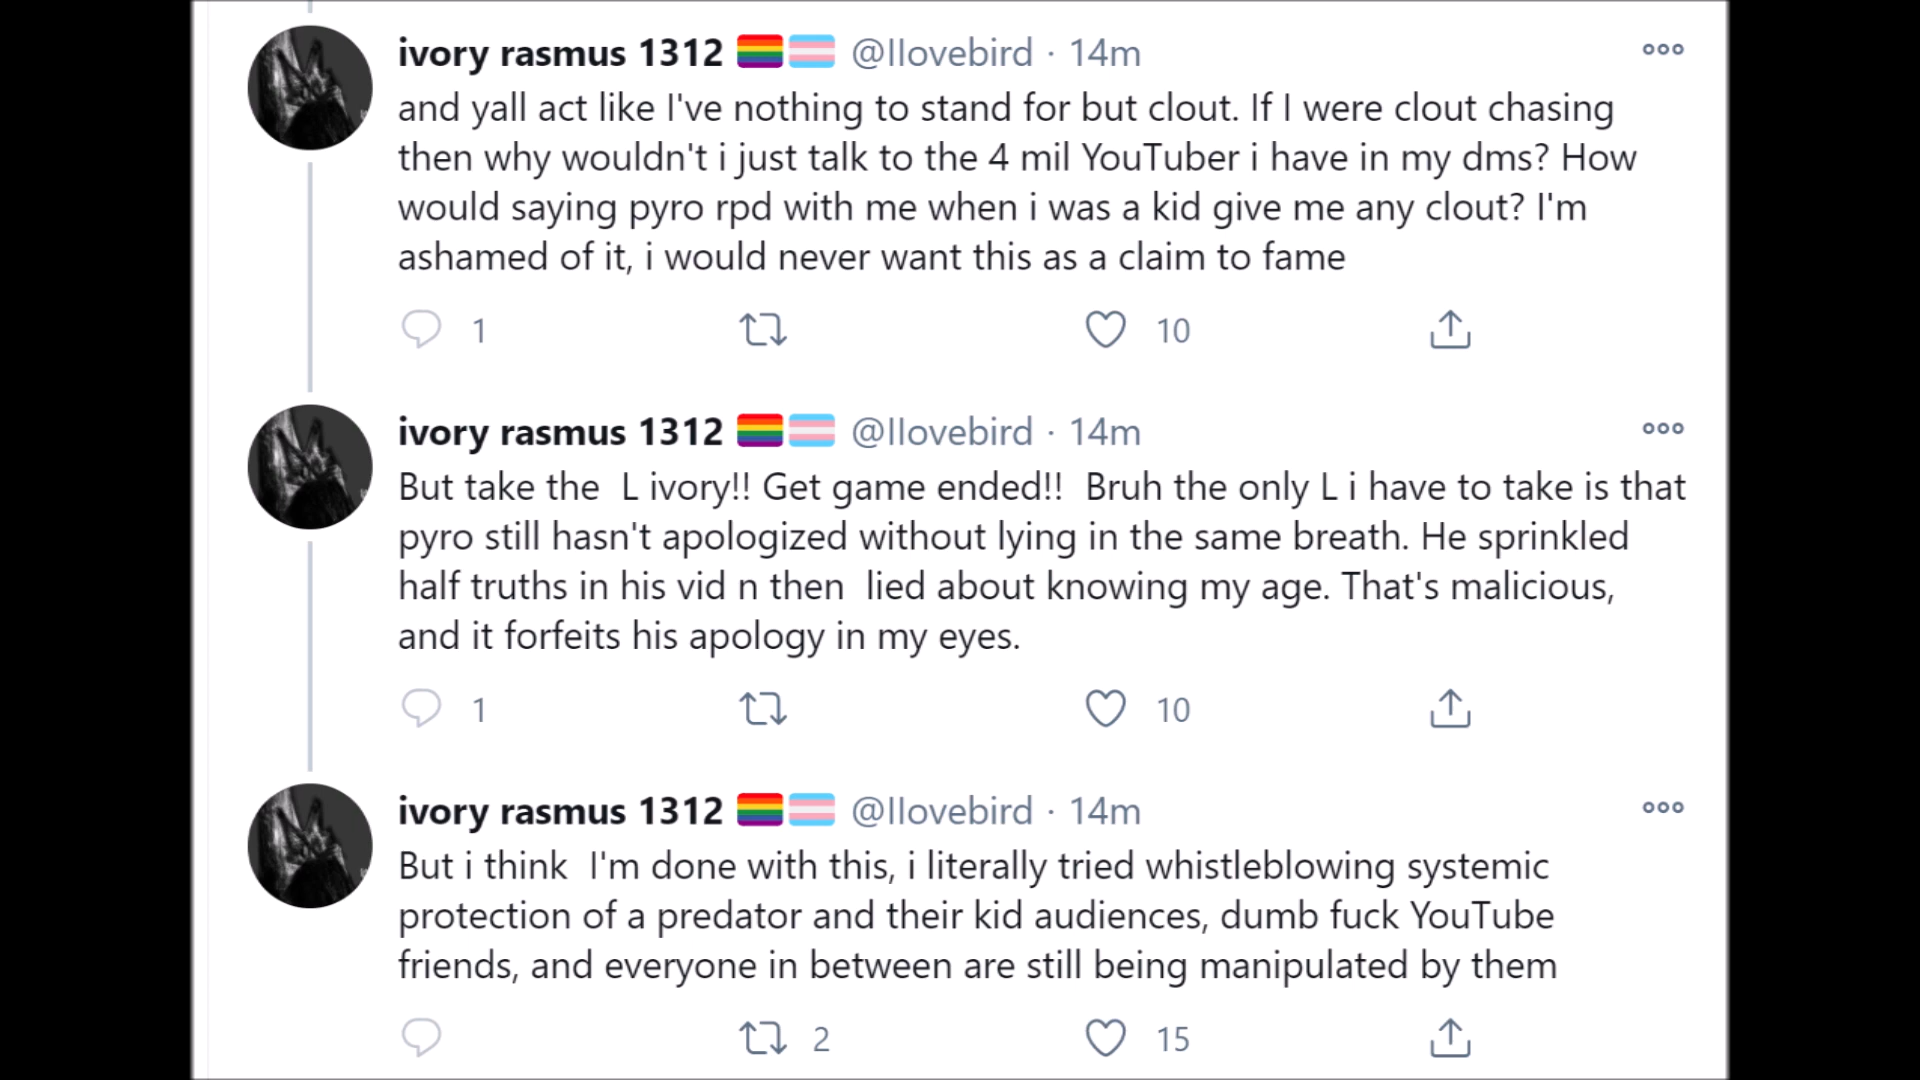 ivory rasmus 1312 🏳️‍🌈🏳️‍⚧️ @Ilovebird · 14m
and yall act like I've nothing to stand for but clout. If I were clout chasing
then why wouldn't i just talk to the 4 mil YouTuber i have in my dms? How
would saying pyro rpd with me when i was a kid give me any clout? I'm
ashamed of it, i would never want this as a claim to fame
1 10
ivory rasmus 1312 🏳️‍🌈🏳️‍⚧️ @Ilovebird · 14m
But take the  L ivory!! Get game ended!!  Bruh the only L i have to take is that
pyro still hasn't apologized without lying in the same breath. He sprinkled
half truths in his vid n then  lied about knowing my age. That's malicious,
and it forfeits his apology in my eyes.
1 10
ivory rasmus 1312 🏳️‍🌈🏳️‍⚧️ @Ilovebird · 14m
But i think  I'm done with this, i literally tried whistleblowing systemic
protection of a predator and their kid audiences, dumb fuck YouTube
friends, and everyone in between are still being manipulated by them
2 15